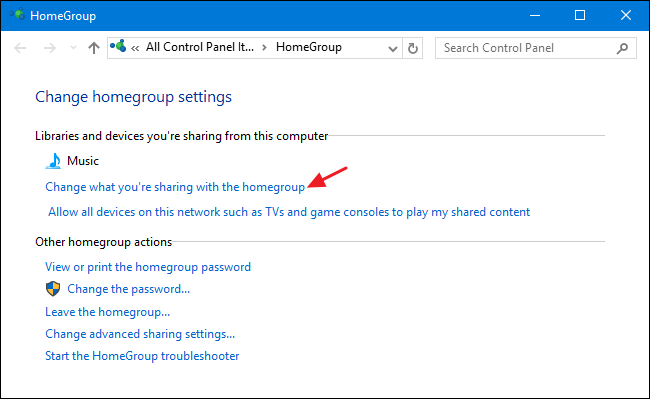 HomeGroup
« All Control Panel It... > HomeGroup
Search Control Panel
Change homegroup settings
Libraries and devices you're sharing from this computer
Music
Change what you're sharing with the homegroup
Allow all devices on this network such as TVs and game consoles to play my shared content
Other homegroup actions
View or print the homegroup password
Change the password...
Leave the homegroup...
Change advanced sharing settings...
Start the HomeGroup troubleshooter